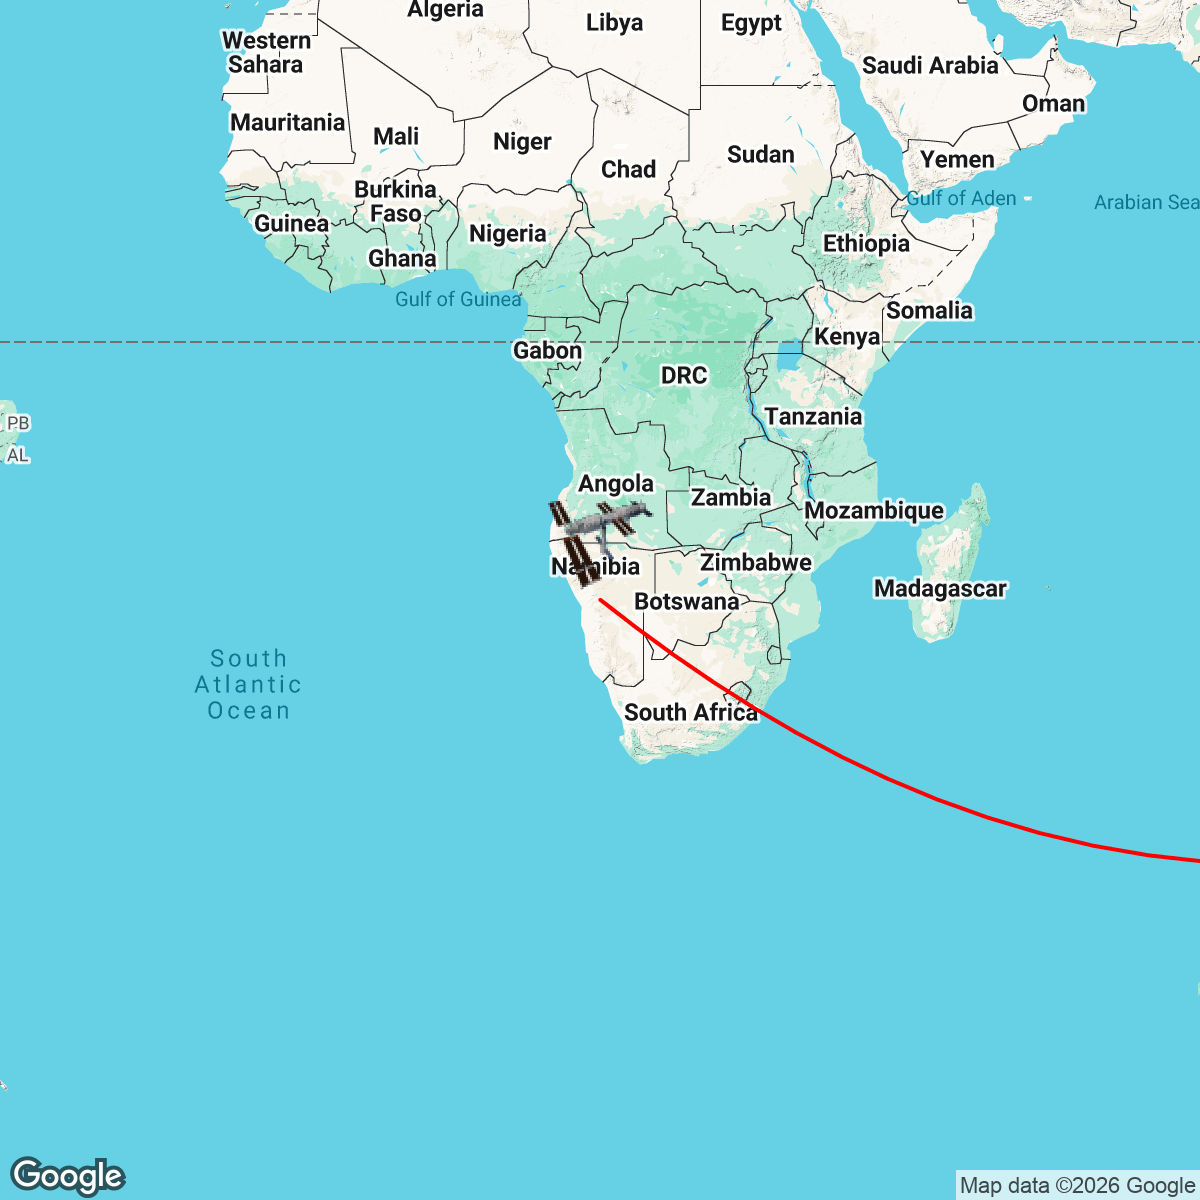 Algeria
Libya
Egypt
Western
Sahara
Saudi Arabia
Oman
Mauritania
Mali
Niger
Chad
Sudan
Yemen
Burkina
Faso
Gulf of Aden
Arabian Sea
Guinea
Nigeria
Ethiopia
Ghana
Gulf of Guinea
Somalia
Kenya
Gabon
DRC
Tanzania
PB
AL
Angola
Zambia
Mozambique
Namibia
Zimbabwe
Madagascar
Botswana
South
Atlantic
Ocean
South Africa
Google
Map data ©2026 Google